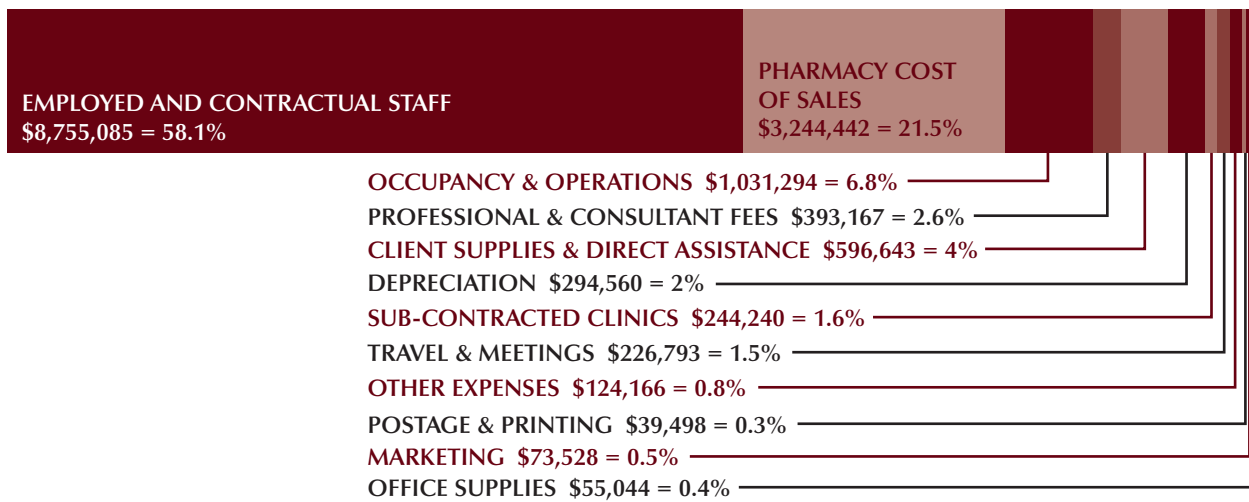 EMPLOYED AND CONTRACTUAL STAFF
$8,755,085 = 58.1%
PHARMACY COST
OF SALES
$3,244,442 = 21.5%
OCCUPANCY & OPERATIONS $1,031,294 = 6.8%
PROFESSIONAL & CONSULTANT FEES $393,167 = 2.6%
CLIENT SUPPLIES & DIRECT ASSISTANCE $596,643 = 4%
DEPRECIATION $294,560 = 2%
SUB-CONTRACTED CLINICS $244,240 = 1.6%
TRAVEL & MEETINGS $226,793 = 1.5%
OTHER EXPENSES $124,166 = 0.8%
POSTAGE & PRINTING $39,498 = 0.3%
MARKETING $73,528 = 0.5%
OFFICE SUPPLIES $55,044 = 0.4%